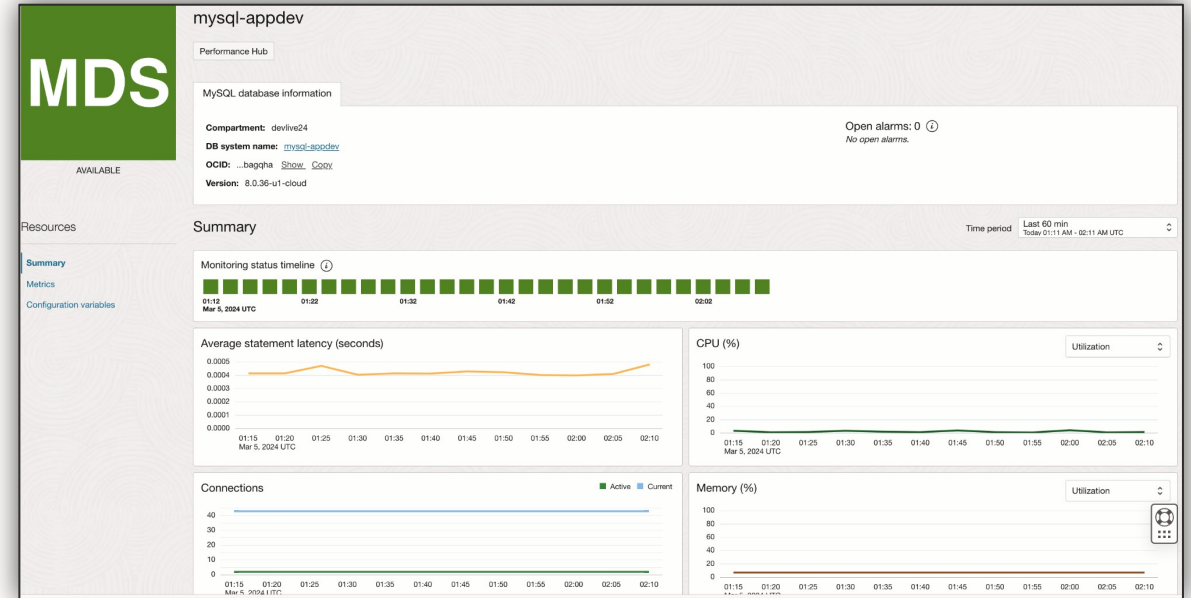 MDS
AVAILABLE
mysql-appdev
Performance Hub
MySQL database information
Compartment: devlive24
DB system name: mysql-appdev
OCID: ...bagqha Show Copy
Version: 8.0.36-u1-cloud
Open alarms: 0
No open alarms.
Resources
Summary
Metrics
Configuration variables
Summary
Time period
Last 60 min
Today 01:11 AM - 02:11 AM UTC
Monitoring status timeline
01:12 01:22 01:32 01:42 01:52 02:02
Mar 5, 2024 UTC
Average statement latency (seconds)
0.0005
0.0004
0.0003
0.0002
0.0001
0.0000
01:15 01:20 01:25 01:30 01:35 01:40 01:45 01:50 01:55 02:00 02:05 02:10
Mar 5, 2024 UTC
CPU (%)
Utilization
100
80
60
40
20
0
01:15 01:20 01:25 01:30 01:35 01:40 01:45 01:50 01:55 02:00 02:05 02:10
Mar 5, 2024 UTC
Connections
Active Current
40
30
20
10
0
01:15 01:20 01:25 01:30 01:35 01:40 01:45 01:50 01:55 02:00 02:05 02:10
Mar 5, 2024 UTC
Memory (%)
Utilization
100
80
60
40
20
0
01:15 01:20 01:25 01:30 01:35 01:40 01:45 01:50 01:55 02:00 02:05 02:10